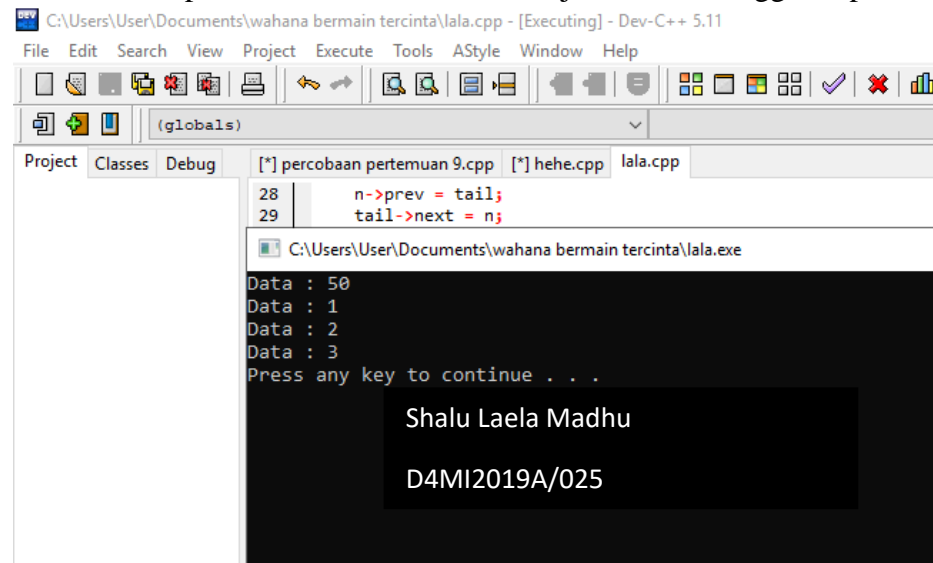 C:\Users\User\Documents\wahana bermain tercinta\lala.cpp - [Executing] - Dev-C++ 5.11
File Edit Search View Project Execute Tools AStyle Window Help
(globals)
Project Classes Debug [*] percobaan pertemuan 9.cpp [*] hehe.cpp lala.cpp
28 n->prev = tail;
29 tail->next = n;
C:\Users\User\Documents\wahana bermain tercinta\lala.exe
Data : 50
Data : 1
Data : 2
Data : 3
Press any key to continue . . .
Shalu Laela Madhu
D4MI2019A/025